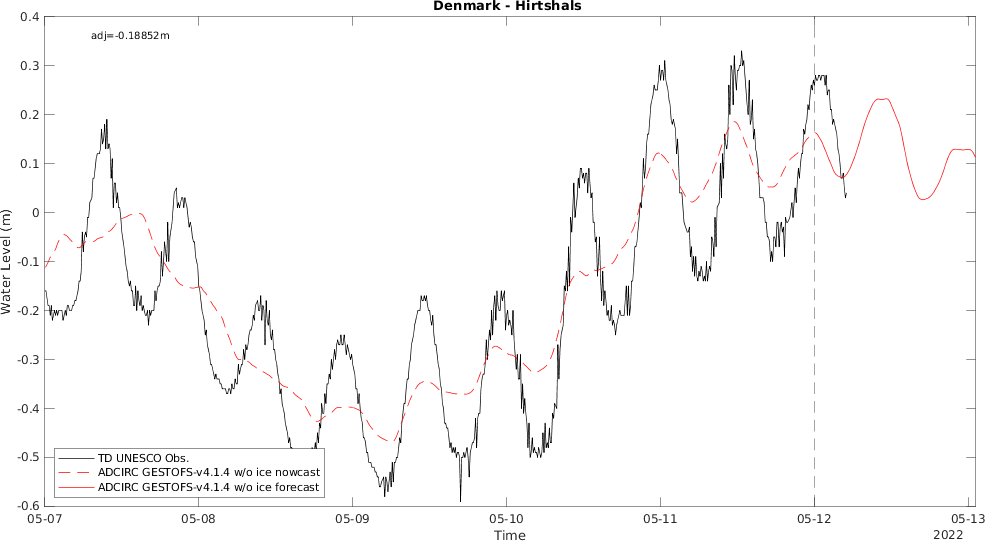 Denmark - Hirtshals
adj=-0.18852m
Water Level (m)
0.4
0.3
0.2
0.1
0
-0.1
-0.2
-0.3
-0.4
-0.5
-0.6
TD UNESCO Obs.
ADCIRC GESTOFS-v4.1.4 w/o ice nowcast
ADCIRC GESTOFS-v4.1.4 w/o ice forecast
05-07 05-08 05-09 05-10 05-11 05-12 05-13
Time
2022